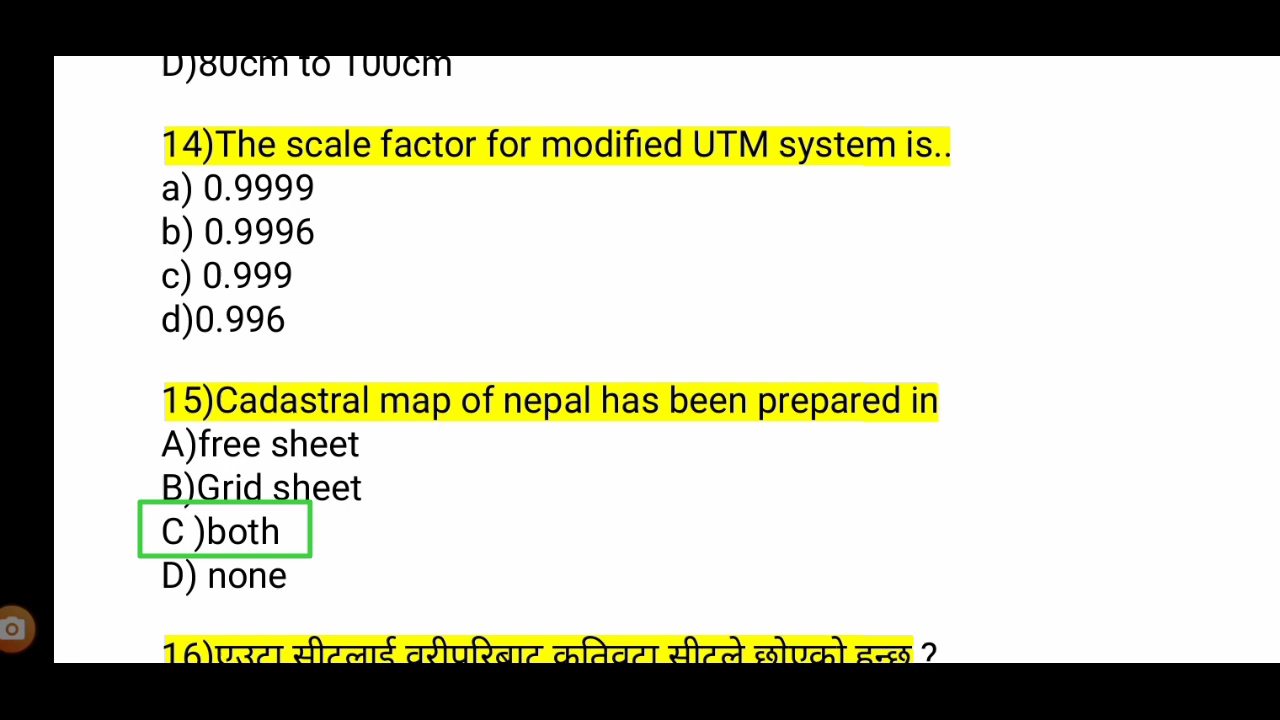 D)80cm to 100cm
14)The scale factor for modified UTM system is..
a) 0.9999
b) 0.9996
c) 0.999
d)0.996
15)Cadastral map of nepal has been prepared in
A)free sheet
B)Grid sheet
C )both
D) none
16)एउटा सीटलाई वरीपरिबाट कतिवटा सीटले छोएको हुन्छ ?